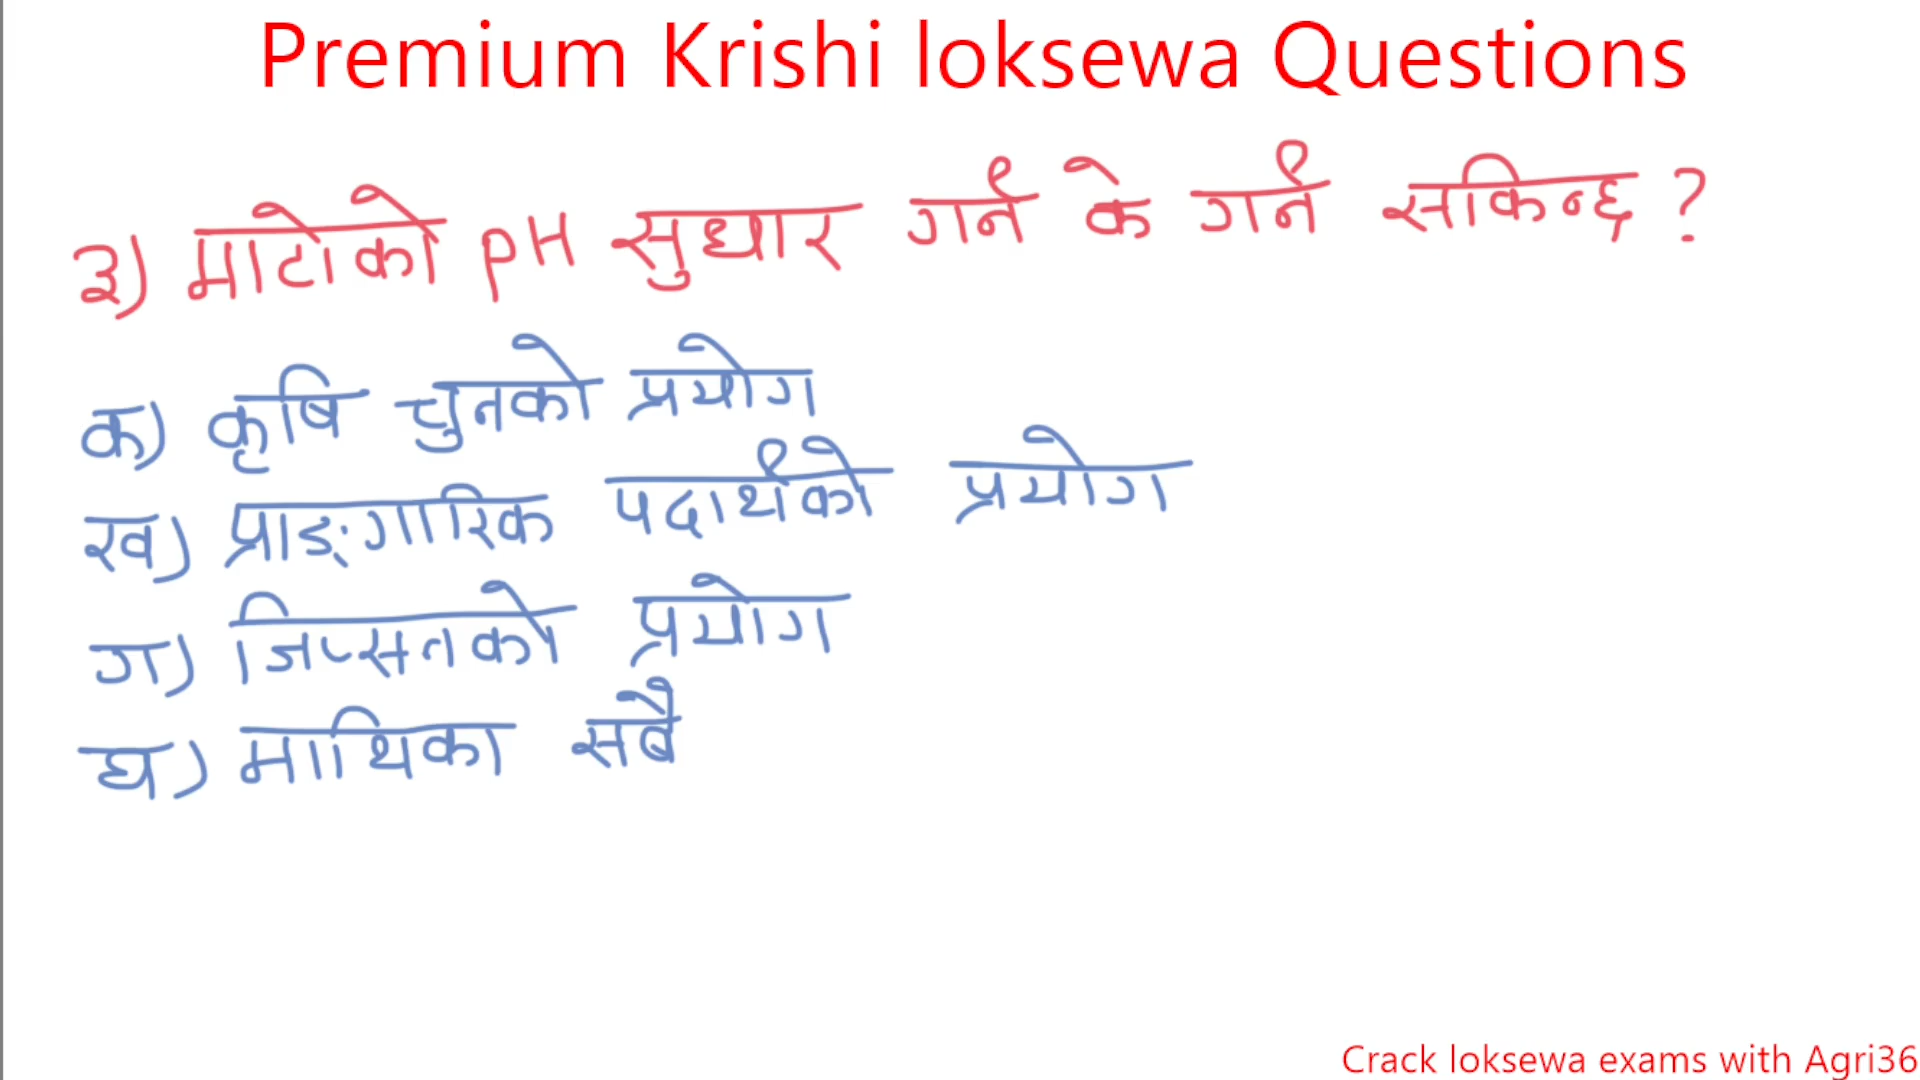 Premium Krishi loksewa Questions
३) माटोको pH सुधार गर्न के गर्न सकिन्छ ?
क) कृषि चुनको प्रयोग
ख) प्राङ्गारिक पदार्थको प्रयोग
ग) जिप्सनको प्रयोग
घ) माथिका सबै
Crack loksewa exams with Agri36